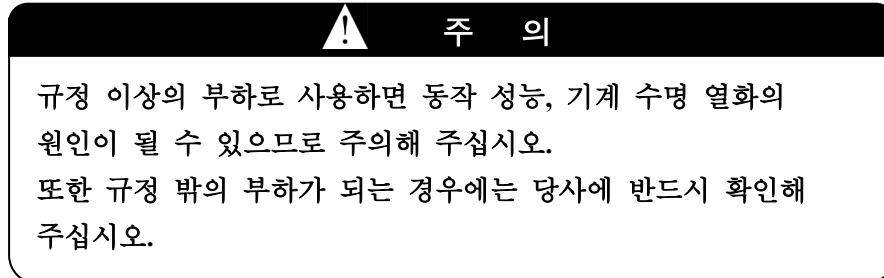 주 의
규정 이상의 부하로 사용하면 동작 성능, 기계 수명 열화의
원인이 될 수 있으므로 주의해 주십시오.
또한 규정 밖의 부하가 되는 경우에는 당사에 반드시 확인해
주십시오.